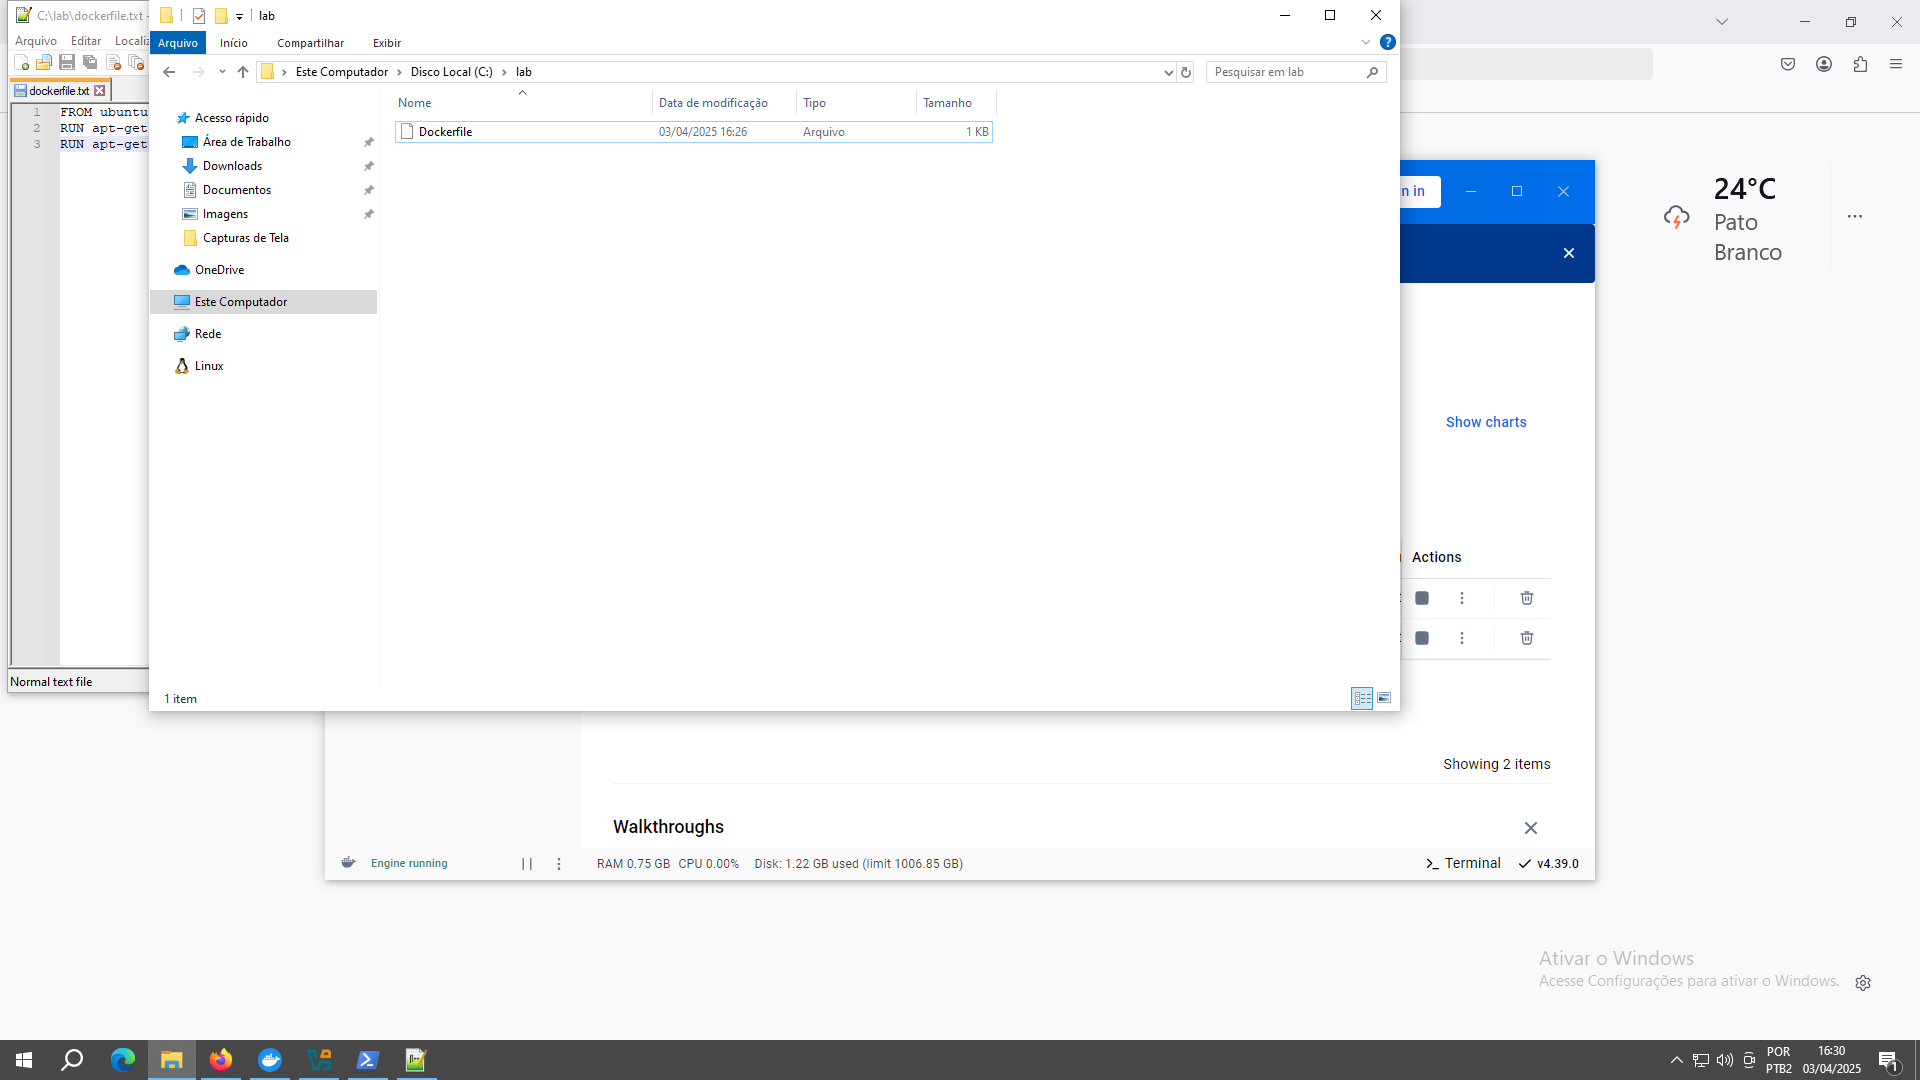 C:\lab\dockerfile.txt -
Arquivo Editar Localiz
dockerfile.txt
1 FROM ubuntu
2 RUN apt-get
3 RUN apt-get
Normal text file
lab
Arquivo Início Compartilhar Exibir
Este Computador Disco Local (C:) lab
Pesquisar em lab
Acesso rápido
Área de Trabalho
Downloads
Documentos
Imagens
Capturas de Tela
OneDrive
Este Computador
Rede
Linux
Nome Data de modificação Tipo Tamanho
Dockerfile 03/04/2025 16:26 Arquivo 1 KB
1 item
n in
24°C
Pato
Branco
Show charts
Actions
Showing 2 items
Walkthroughs
Engine running RAM 0.75 GB CPU 0.00% Disk: 1.22 GB used (limit 1006.85 GB) Terminal v4.39.0
Ativar o Windows
Acesse Configurações para ativar o Windows.
POR
PTB2
16:30
03/04/2025
1